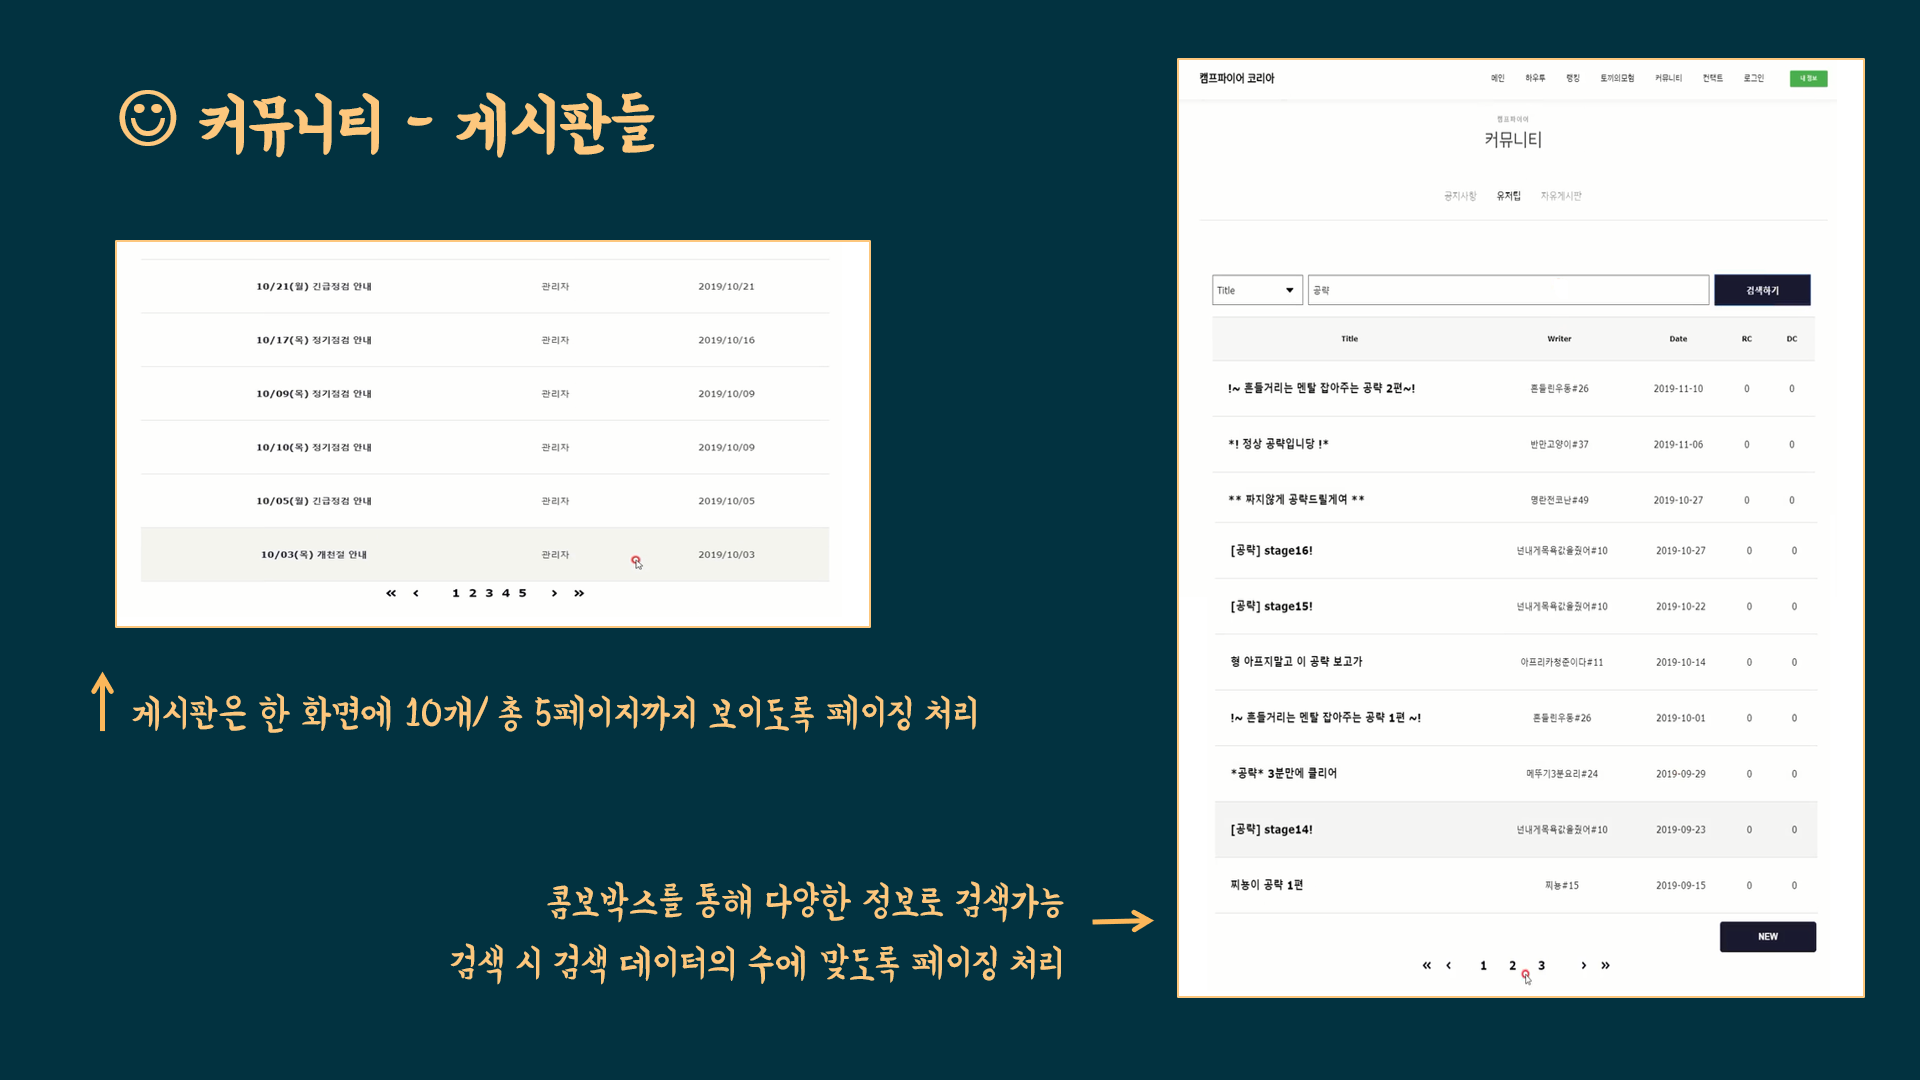 커뮤니티 - 게시판들
10/21(월) 긴급점검 안내 관리자 2019/10/21
10/17(목) 정기점검 안내 관리자 2019/10/16
10/09(목) 정기점검 안내 관리자 2019/10/09
10/10(목) 정기점검 안내 관리자 2019/10/09
10/05(월) 긴급점검 안내 관리자 2019/10/05
10/03(목) 개천절 안내 관리자 2019/10/03
« ‹ 1 2 3 4 5 › »
게시판은 한 화면에 10개/ 총 5페이지까지 보이도록 페이징 처리
콤보박스를 통해 다양한 정보로 검색가능
검색 시 검색 데이터의 수에 맞도록 페이징 처리
캠프파이어 코리아 메인 하우투 랭킹 토끼의모험 커뮤니티 컨택트 로그인 내 정보
캠프파이어
커뮤니티
공지사항 유저팁 자유게시판
Title 공략 검색하기
Title Writer Date RC DC
!~ 흔들거리는 멘탈 잡아주는 공략 2편~! 흔들린우동#26 2019-11-10 0 0
*! 정상 공략입니당 !* 반만고양이#37 2019-11-06 0 0
** 짜지않게 공략드릴게여 ** 명란전코난#49 2019-10-27 0 0
[공략] stage16! 넌내게목욕값을줬어#10 2019-10-27 0 0
[공략] stage15! 넌내게목욕값을줬어#10 2019-10-22 0 0
형 아프지말고 이 공략 보고가 아프리카청준이다#11 2019-10-14 0 0
!~ 흔들거리는 멘탈 잡아주는 공략 1편 ~! 흔들린우동#26 2019-10-01 0 0
*공략* 3분만에 클리어 메뚜기3분요리#24 2019-09-29 0 0
[공략] stage14! 넌내게목욕값을줬어#10 2019-09-23 0 0
찌농이 공략 1편 찌뇽#15 2019-09-15 0 0
NEW
« ‹ 1 2 3 › »